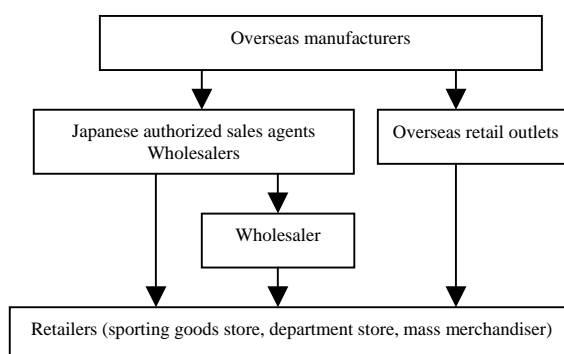 Overseas manufacturers
Japanese authorized sales agents
Wholesalers
Overseas retail outlets
Wholesaler
Retailers (sporting goods store, department store, mass merchandiser)